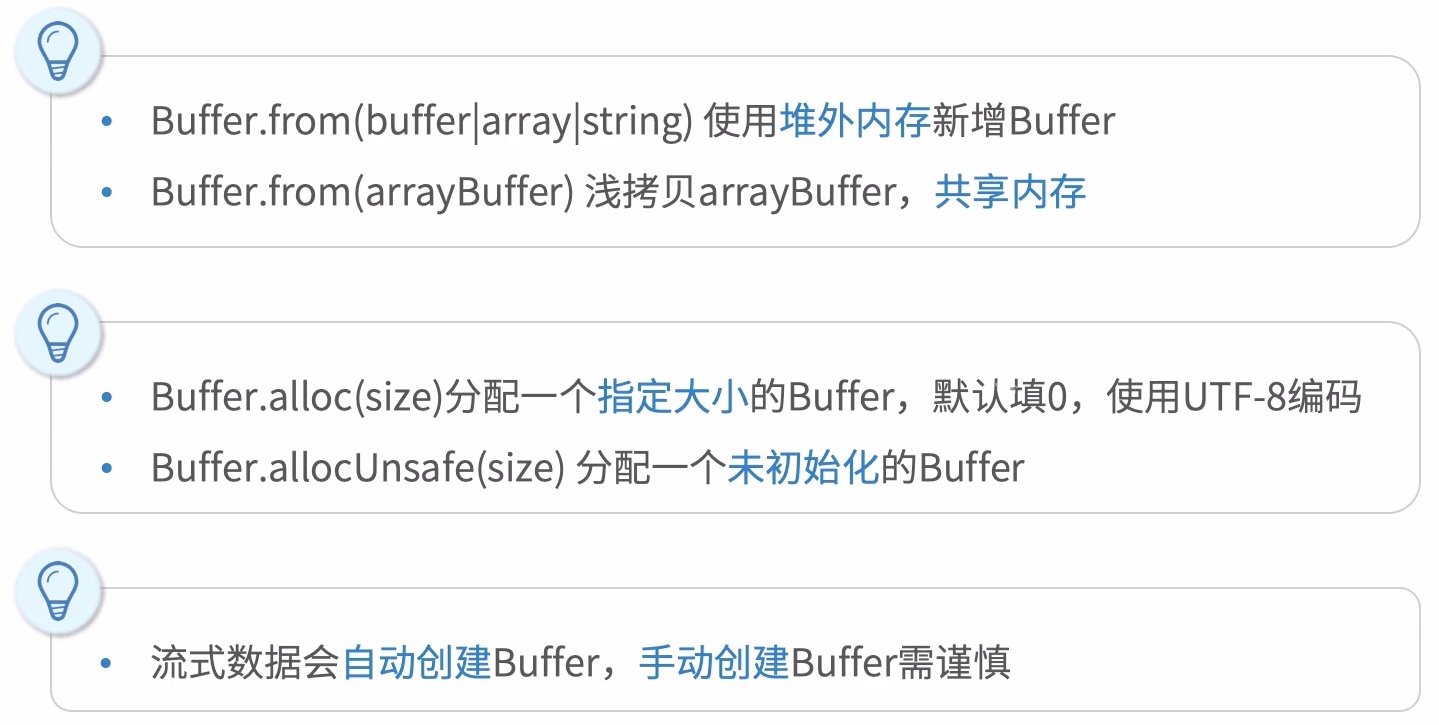 Buffer.from(buffer|array|string) 使用堆外内存新增Buffer
Buffer.from(arrayBuffer) 浅拷贝arrayBuffer，共享内存
Buffer.alloc(size)分配一个指定大小的Buffer，默认填0，使用UTF-8编码
Buffer.allocUnsafe(size) 分配一个未初始化的Buffer
流式数据会自动创建Buffer，手动创建Buffer需谨慎